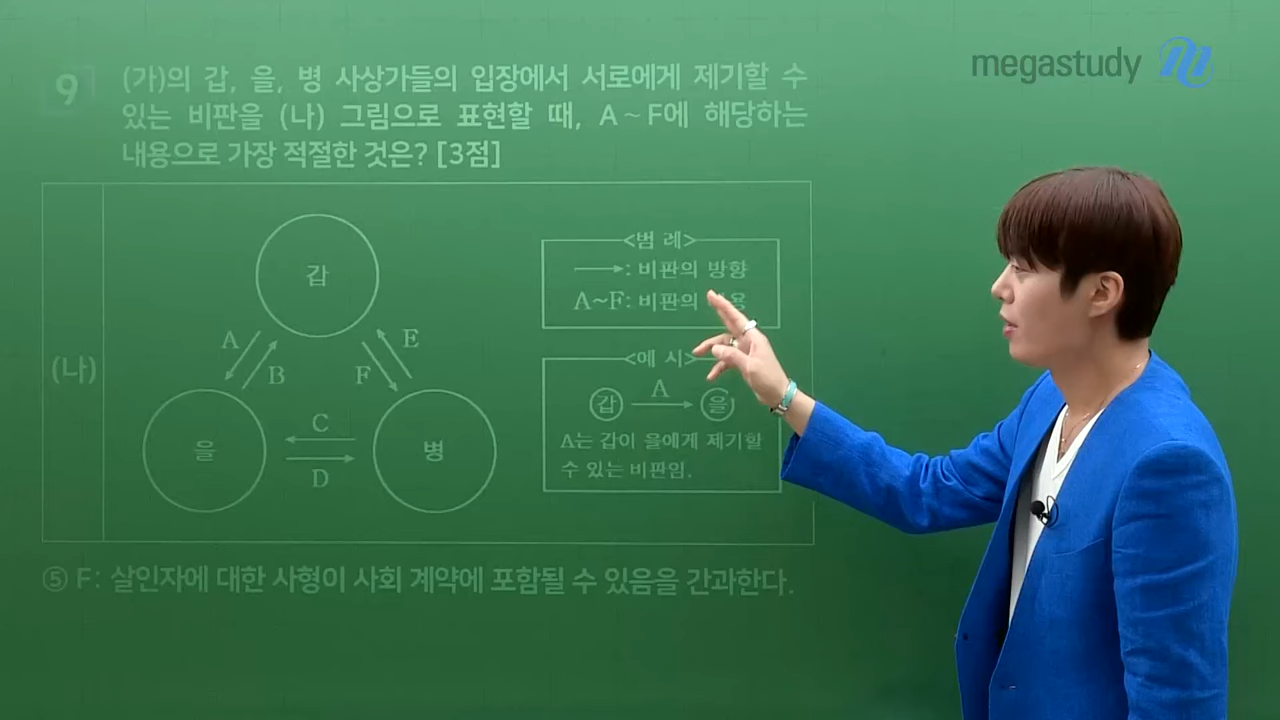 megastudy
9
(가)의 갑, 을, 병 사상가들의 입장에서 서로에게 제기할 수
있는 비판을 (나) 그림으로 표현할 때, A~F에 해당하는
내용으로 가장 적절한 것은? [3점]
(나)
갑
A
B
E
F
을
C
D
병
<범 례>
: 비판의 방향
A~F: 비판의 용
<예 시>
갑 A 을
A는 갑이 을에게 제기할
수 있는 비판임.
⑤ F: 살인자에 대한 사형이 사회 계약에 포함될 수 있음을 간과한다.